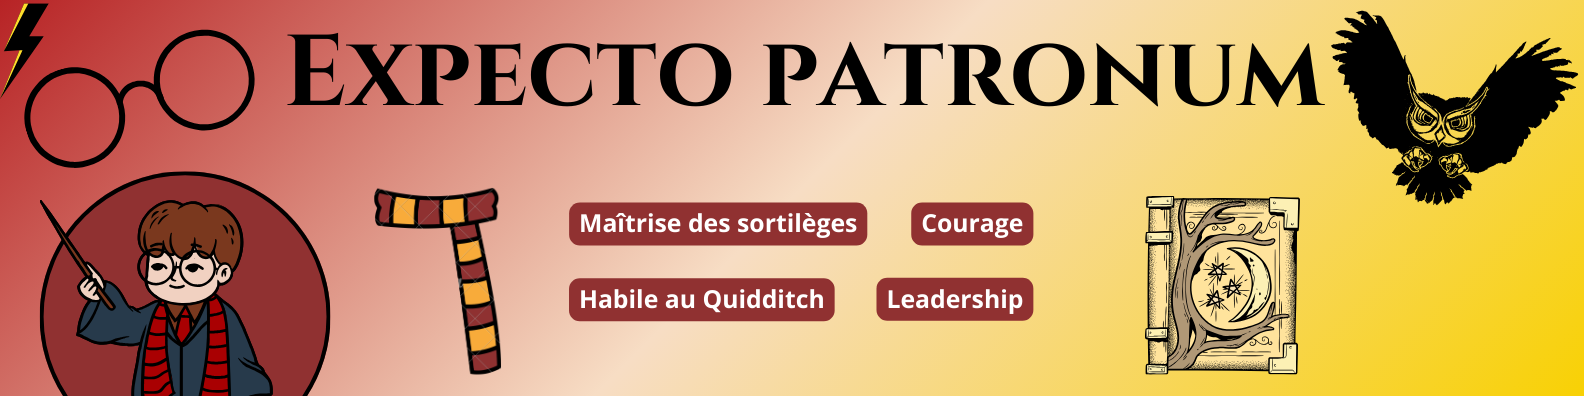 Expecto patronum
Maîtrise des sortilèges
Courage
Habile au Quidditch
Leadership